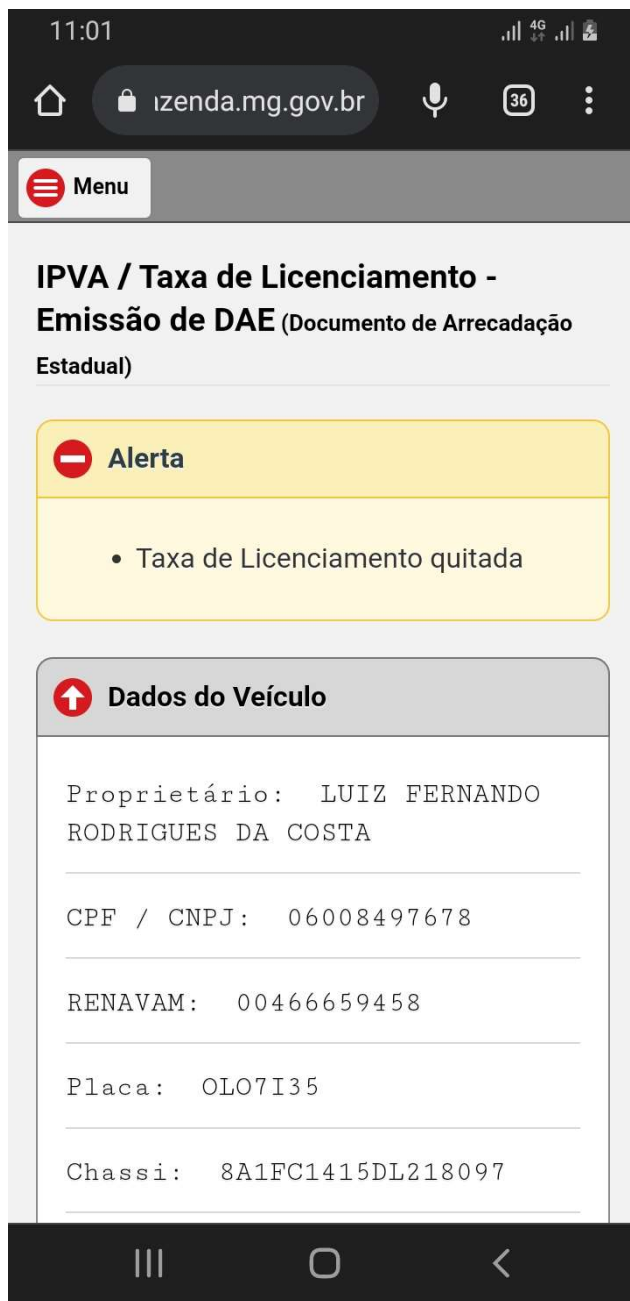 11:01
4G
ızenda.mg.gov.br
36
Menu
IPVA / Taxa de Licenciamento -
Emissão de DAE (Documento de Arrecadação
Estadual)
Alerta
• Taxa de Licenciamento quitada
Dados do Veículo
Proprietário: LUIZ FERNANDO
RODRIGUES DA COSTA
CPF / CNPJ: 06008497678
RENAVAM: 00466659458
Placa: OLO7I35
Chassi: 8A1FC1415DL218097